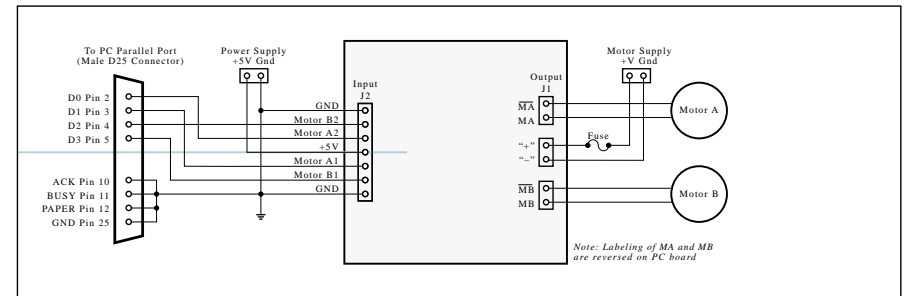 To PC Parallel Port
(Male D25 Connector)
D0 Pin 2
D1 Pin 3
D2 Pin 4
D3 Pin 5
ACK Pin 10
BUSY Pin 11
PAPER Pin 12
GND Pin 25
Power Supply
+5V Gnd
Input
J2
GND
Motor B2
Motor A2
+5V
Motor A1
Motor B1
GND
Output
J1
MA
MA
“+”
“–”
MB
MB
Motor Supply
+V Gnd
Fuse
Motor A
Motor B
Note: Labeling of MA and MB
are reversed on PC board